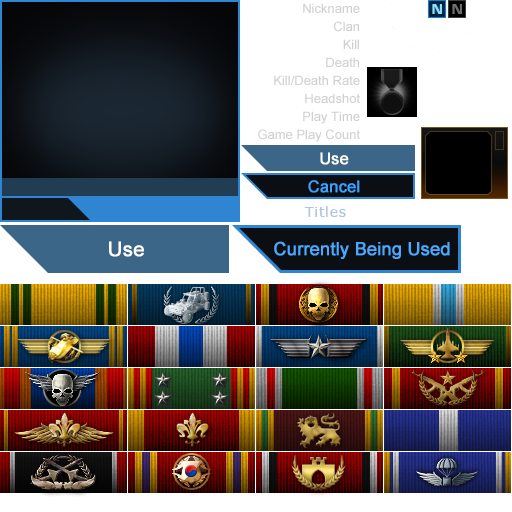 Nickname
N N
Clan
Kill
Death
Kill/Death Rate
Headshot
Play Time
Game Play Count
Use
Cancel
Titles
Use
Currently Being Used